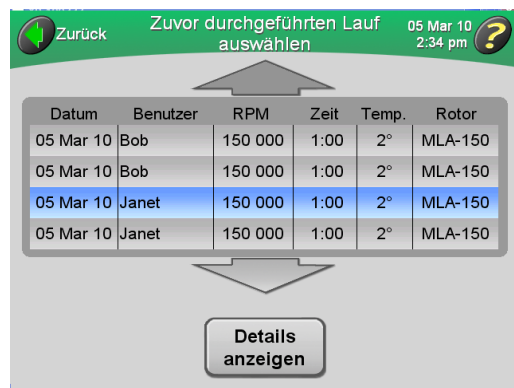 Zurück
Zuvor durchgeführten Lauf
auswählen
05 Mar 10
2:34 pm
?
Datum Benutzer RPM Zeit Temp. Rotor
05 Mar 10 Bob 150 000 1:00 2° MLA-150
05 Mar 10 Bob 150 000 1:00 2° MLA-150
05 Mar 10 Janet 150 000 1:00 2° MLA-150
05 Mar 10 Janet 150 000 1:00 2° MLA-150
Details
anzeigen